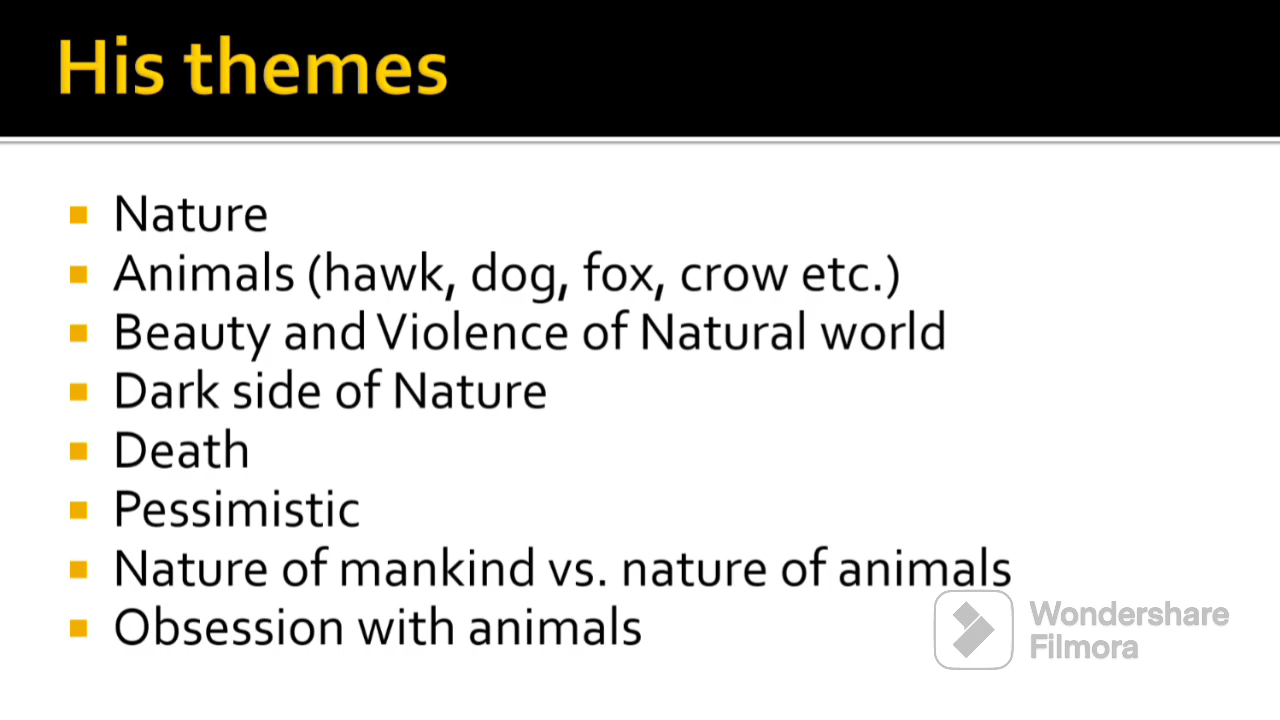 His themes
Nature
Animals (hawk, dog, fox, crow etc.)
Beauty and Violence of Natural world
Dark side of Nature
Death
Pessimistic
Nature of mankind vs. nature of animals
Obsession with animals
Wondershare
Filmora